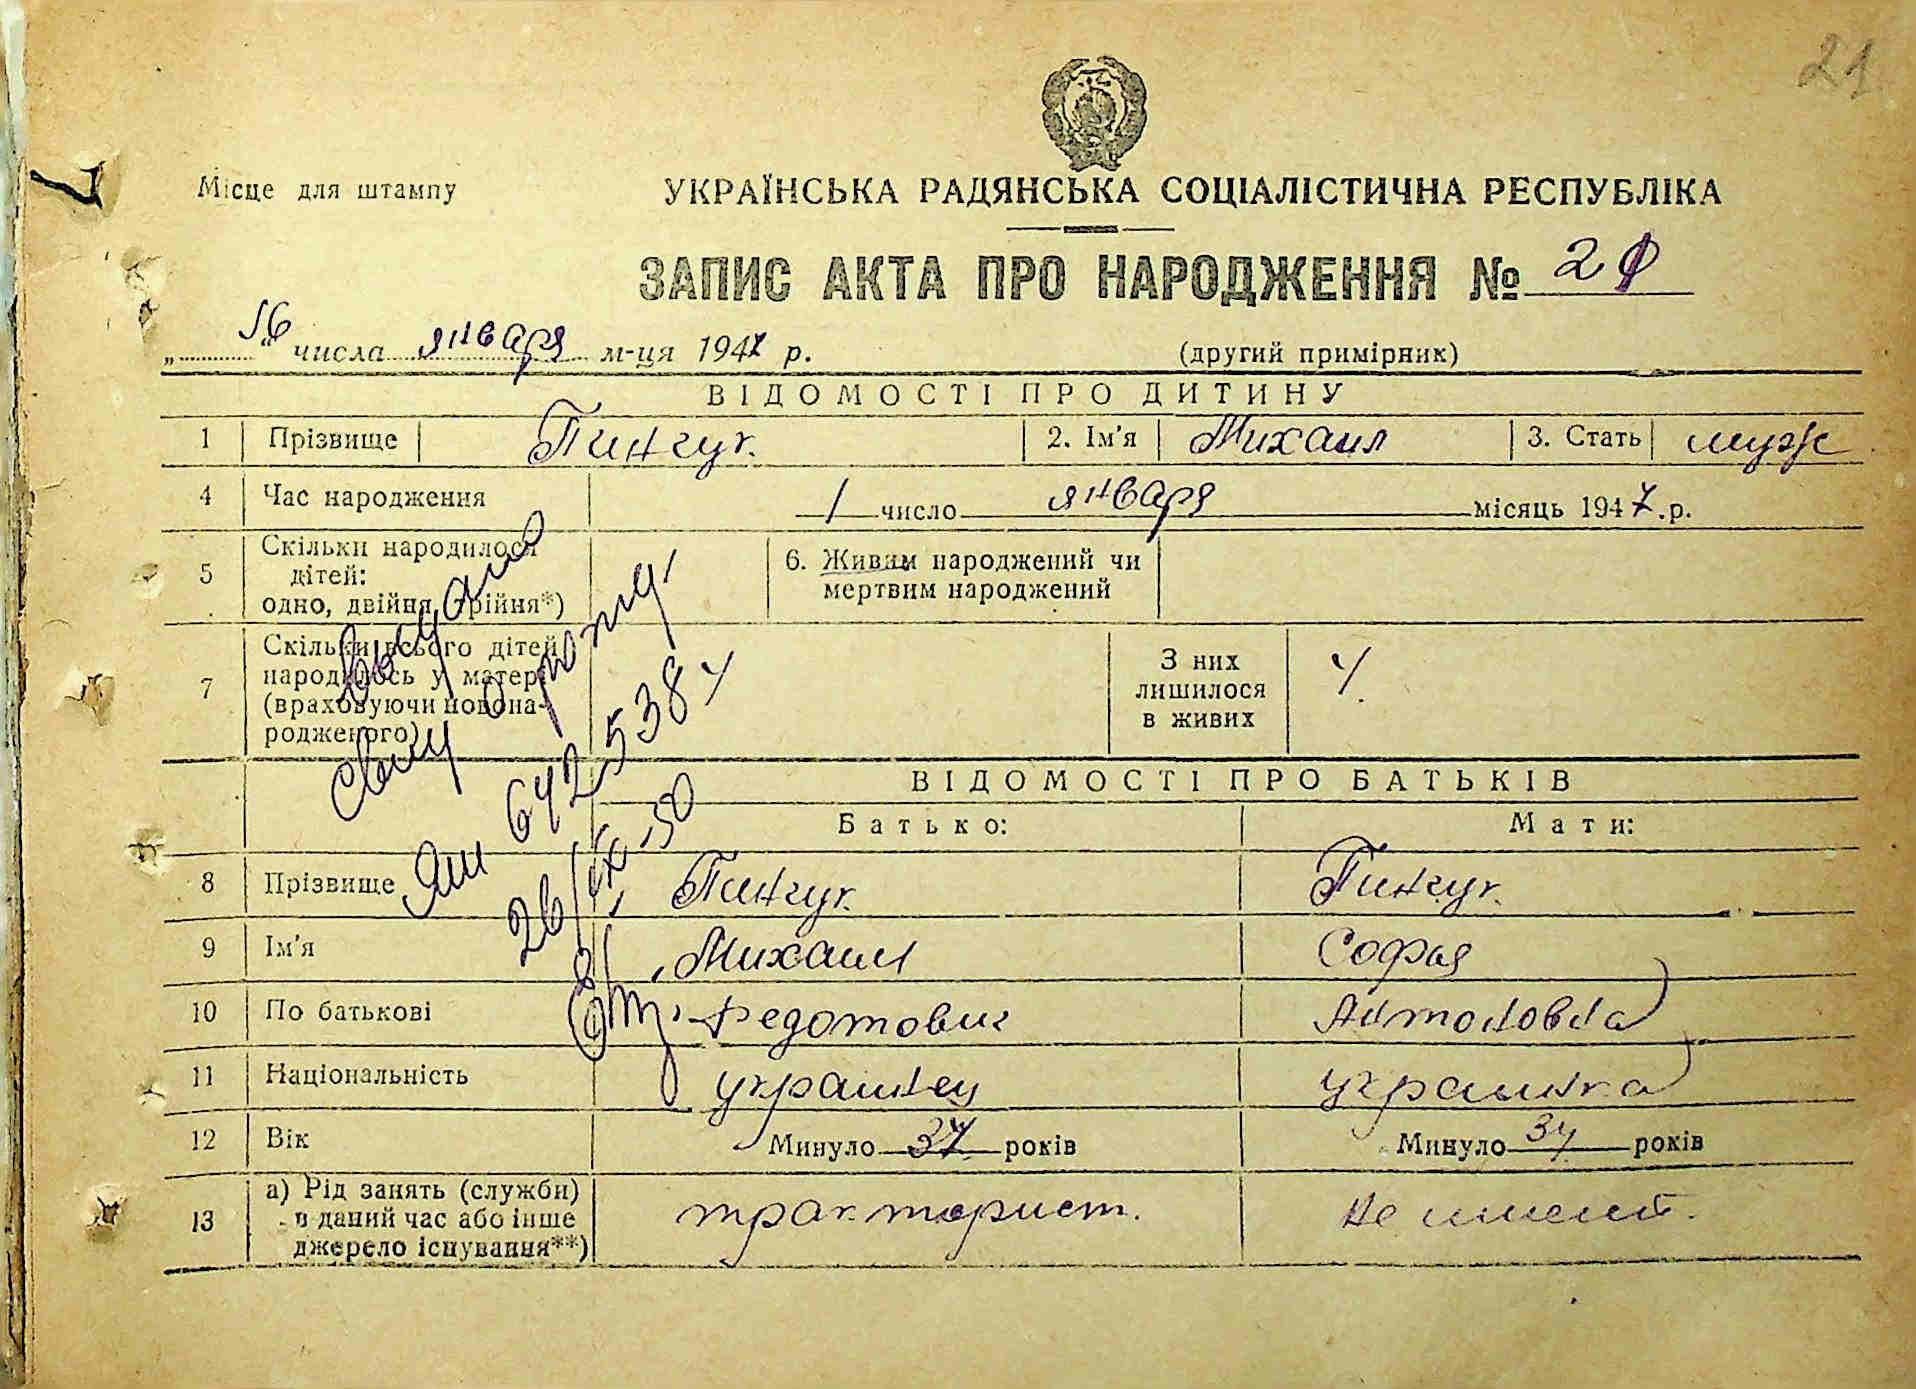 21
Місце для штампу
УКРАЇНСЬКА РАДЯНСЬКА СОЦІАЛІСТИЧНА РЕСПУБЛІКА
ЗАПИС АКТА ПРО НАРОДЖЕННЯ № 21
„16“ числа января м-ця 1947 р.
(другий примірник)
ВІДОМОСТІ ПРО ДИТИНУ
1 Прізвище Пинчук. 2. Ім'я Михаил 3. Стать муж
4 Час народження 1 число января місяць 1947 р.
5 Скільки народилося дітей: одно, двійня, трійня*) 6. Живим народжений чи мертвим народжений
7 Скільки всього дітей народилось у матері (враховуючи новонародженого) З них лишилося в живих 4.
Выдано
свид о рожд.
642538 ч
26/IX-50
ВІДОМОСТІ ПРО БАТЬКІВ
Батько: Мати:
8 Прізвище Пинчук. Пинчук.
9 Ім'я Михаил Софья
10 По батькові Федотович Антоновна
11 Національність украинец украинка
12 Вік Минуло 37 років Минуло 34 років
13 а) Рід занять (служби) в даний час або інше джерело існування**) тракторист. не имеет.